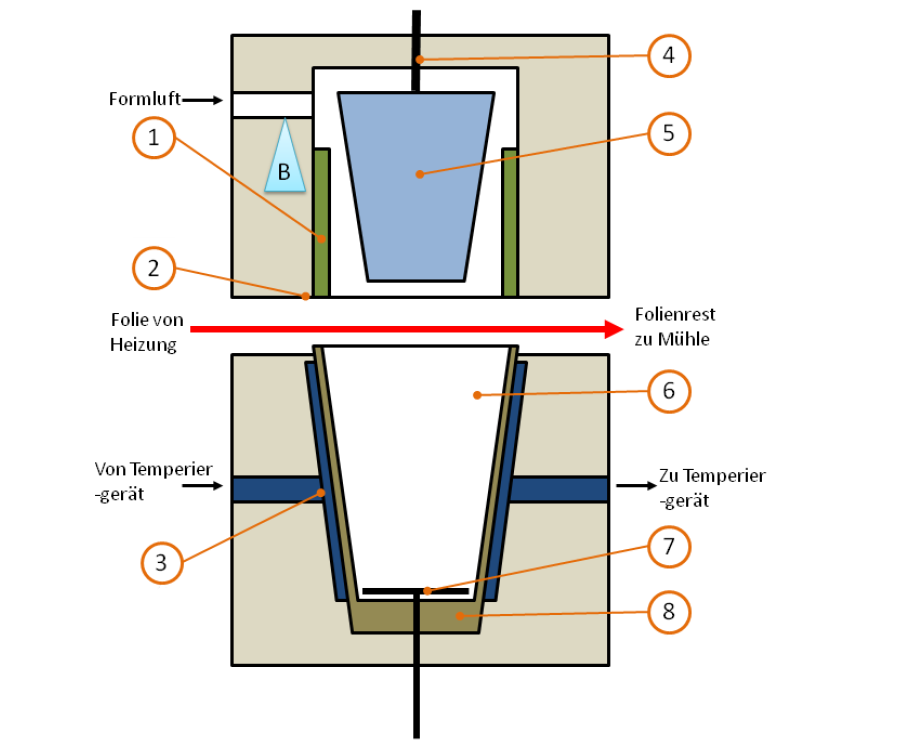 4
Formluft
1
5
B
2
Folie von
Heizung
Folienrest
zu Mühle
6
Von Temperier
-gerät
Zu Temperier
-gerät
3
7
8